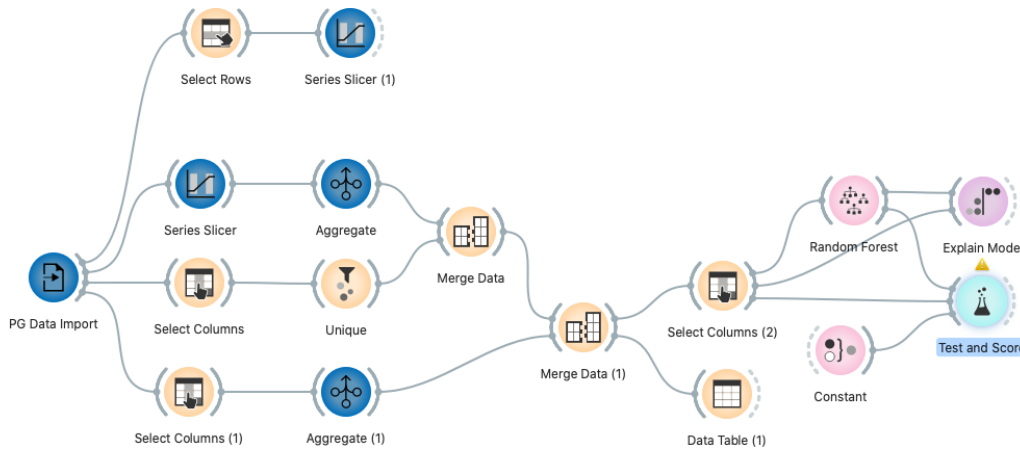 Select Rows
Series Slicer (1)
Series Slicer
Aggregate
Merge Data
Random Forest
Explain Mode
PG Data Import
Select Columns
Unique
Select Columns (2)
Test and Score
Merge Data (1)
Constant
Select Columns (1)
Aggregate (1)
Data Table (1)